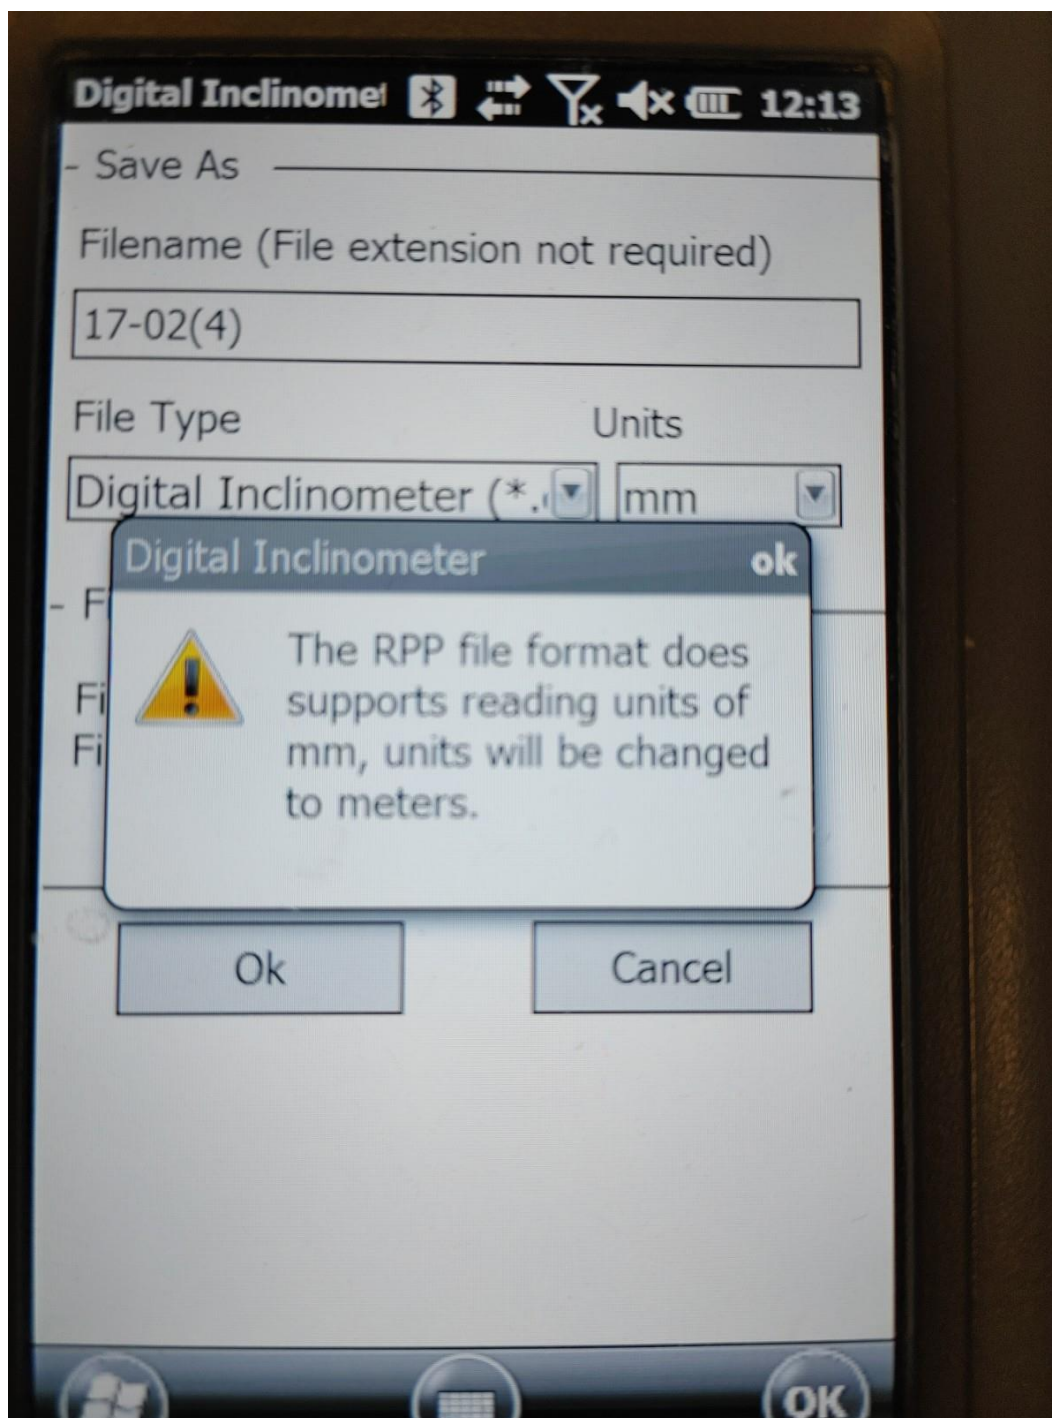 Digital Inclinomet
12:13
- Save As
Filename (File extension not required)
17-02(4)
File Type
Units
Digital Inclinometer (*.
mm
Digital Inclinometer
ok
- F
The RPP file format does
supports reading units of
Fi
mm, units will be changed
Fi
to meters.
Ok
Cancel
OK